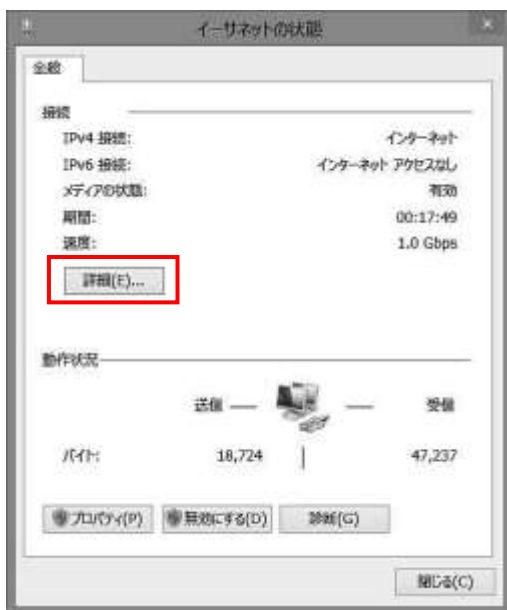 イーサネットの状態
全般
接続
IPv4 接続: インターネット
IPv6 接続: インターネット アクセスなし
メディアの状態: 有効
期間: 00:17:49
速度: 1.0 Gbps
詳細(E)...
動作状況
送信 — — 受信
バイト: 18,724 | 47,237
プロパティ(P) 無効にする(D) 診断(G)
閉じる(C)